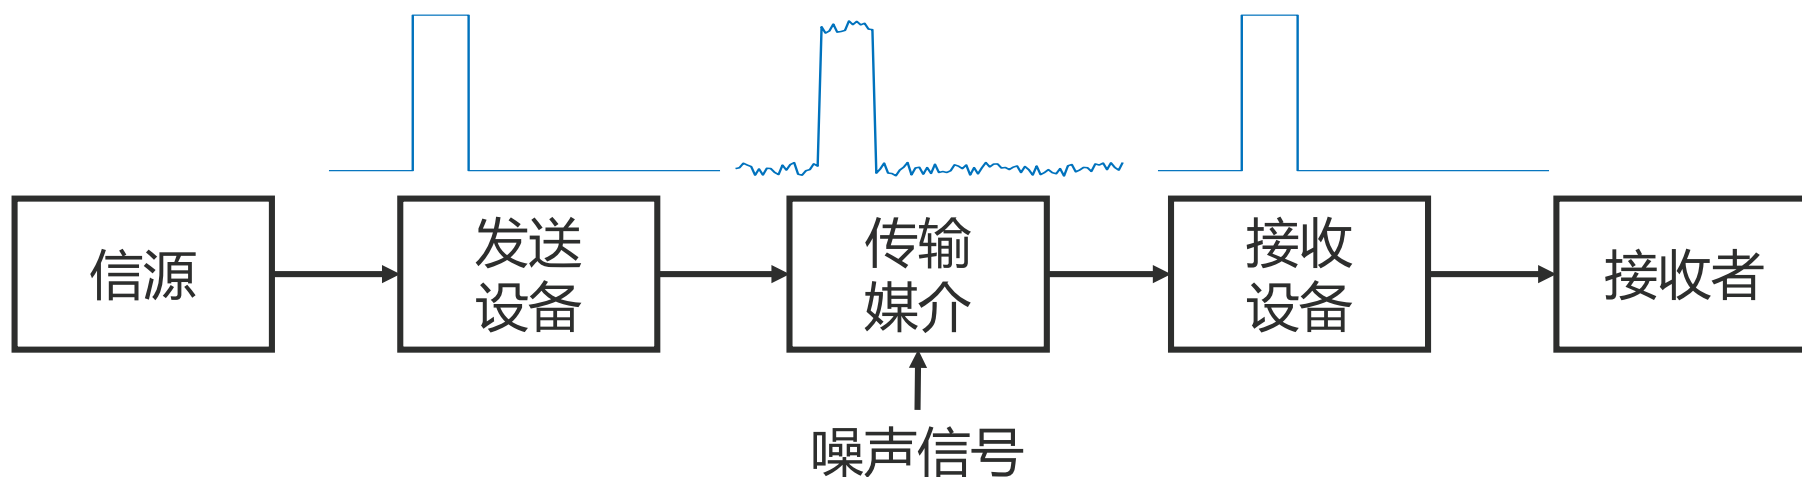 信源
发送
设备
传输
媒介
接收
设备
接收者
噪声信号